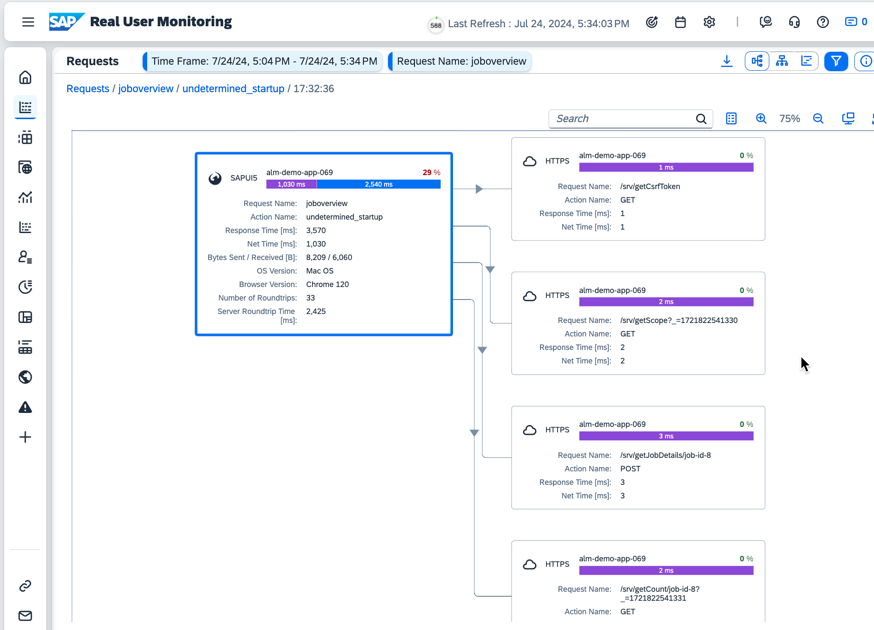 SAP Real User Monitoring
588 Last Refresh : Jul 24, 2024, 5:34:03 PM
0
Requests
Time Frame: 7/24/24, 5:04 PM - 7/24/24, 5:34 PM
Request Name: joboverview
Requests / joboverview / undetermined_startup / 17:32:36
Search
75%
SAPUI5
alm-demo-app-069 29 %
1,030 ms 2,540 ms
Request Name: joboverview
Action Name: undetermined_startup
Response Time [ms]: 3,570
Net Time [ms]: 1,030
Bytes Sent / Received [B]: 8,209 / 6,060
OS Version: Mac OS
Browser Version: Chrome 120
Number of Roundtrips: 33
Server Roundtrip Time [ms]: 2,425
HTTPS
alm-demo-app-069 0 %
1 ms
Request Name: /srv/getCsrfToken
Action Name: GET
Response Time [ms]: 1
Net Time [ms]: 1
HTTPS
alm-demo-app-069 0 %
2 ms
Request Name: /srv/getScope?_=1721822541330
Action Name: GET
Response Time [ms]: 2
Net Time [ms]: 2
HTTPS
alm-demo-app-069 0 %
3 ms
Request Name: /srv/getJobDetails/job-id-8
Action Name: POST
Response Time [ms]: 3
Net Time [ms]: 3
HTTPS
alm-demo-app-069 0 %
2 ms
Request Name: /srv/getCount/job-id-8?
_=1721822541331
Action Name: GET